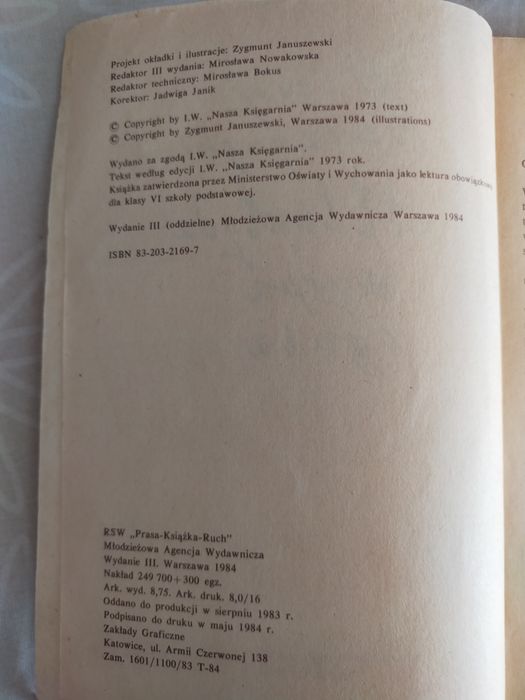 Projekt okładki i ilustracje: Zygmunt Januszewski
Redaktor III wydania: Mirosława Nowakowska
Redaktor techniczny: Mirosława Bokus
Korektor: Jadwiga Janik
© Copyright by I.W. „Nasza Księgarnia" Warszawa 1973 (text)
© Copyright by Zygmunt Januszewski, Warszawa 1984 (illustrations)
Wydano za zgodą I.W. „Nasza Księgarnia".
Tekst według edycji I.W. „Nasza Księgarnia" 1973 rok.
Książka zatwierdzona przez Ministerstwo Oświaty i Wychowania jako lektura obowiązkowa
dla klasy VI szkoły podstawowej.
Wydanie III (oddzielne) Młodzieżowa Agencja Wydawnicza Warszawa 1984
ISBN 83-203-2169-7
RSW „Prasa-Książka-Ruch"
Młodzieżowa Agencja Wydawnicza
Wydanie III. Warszawa 1984
Nakład 249 700+300 egz.
Ark. wyd. 8,75. Ark. druk. 8,0/16
Oddano do produkcji w sierpniu 1983 r.
Podpisano do druku w maju 1984 r.
Zakłady Graficzne
Katowice, ul. Armii Czerwonej 138
Zam. 1601/1100/83 T-84